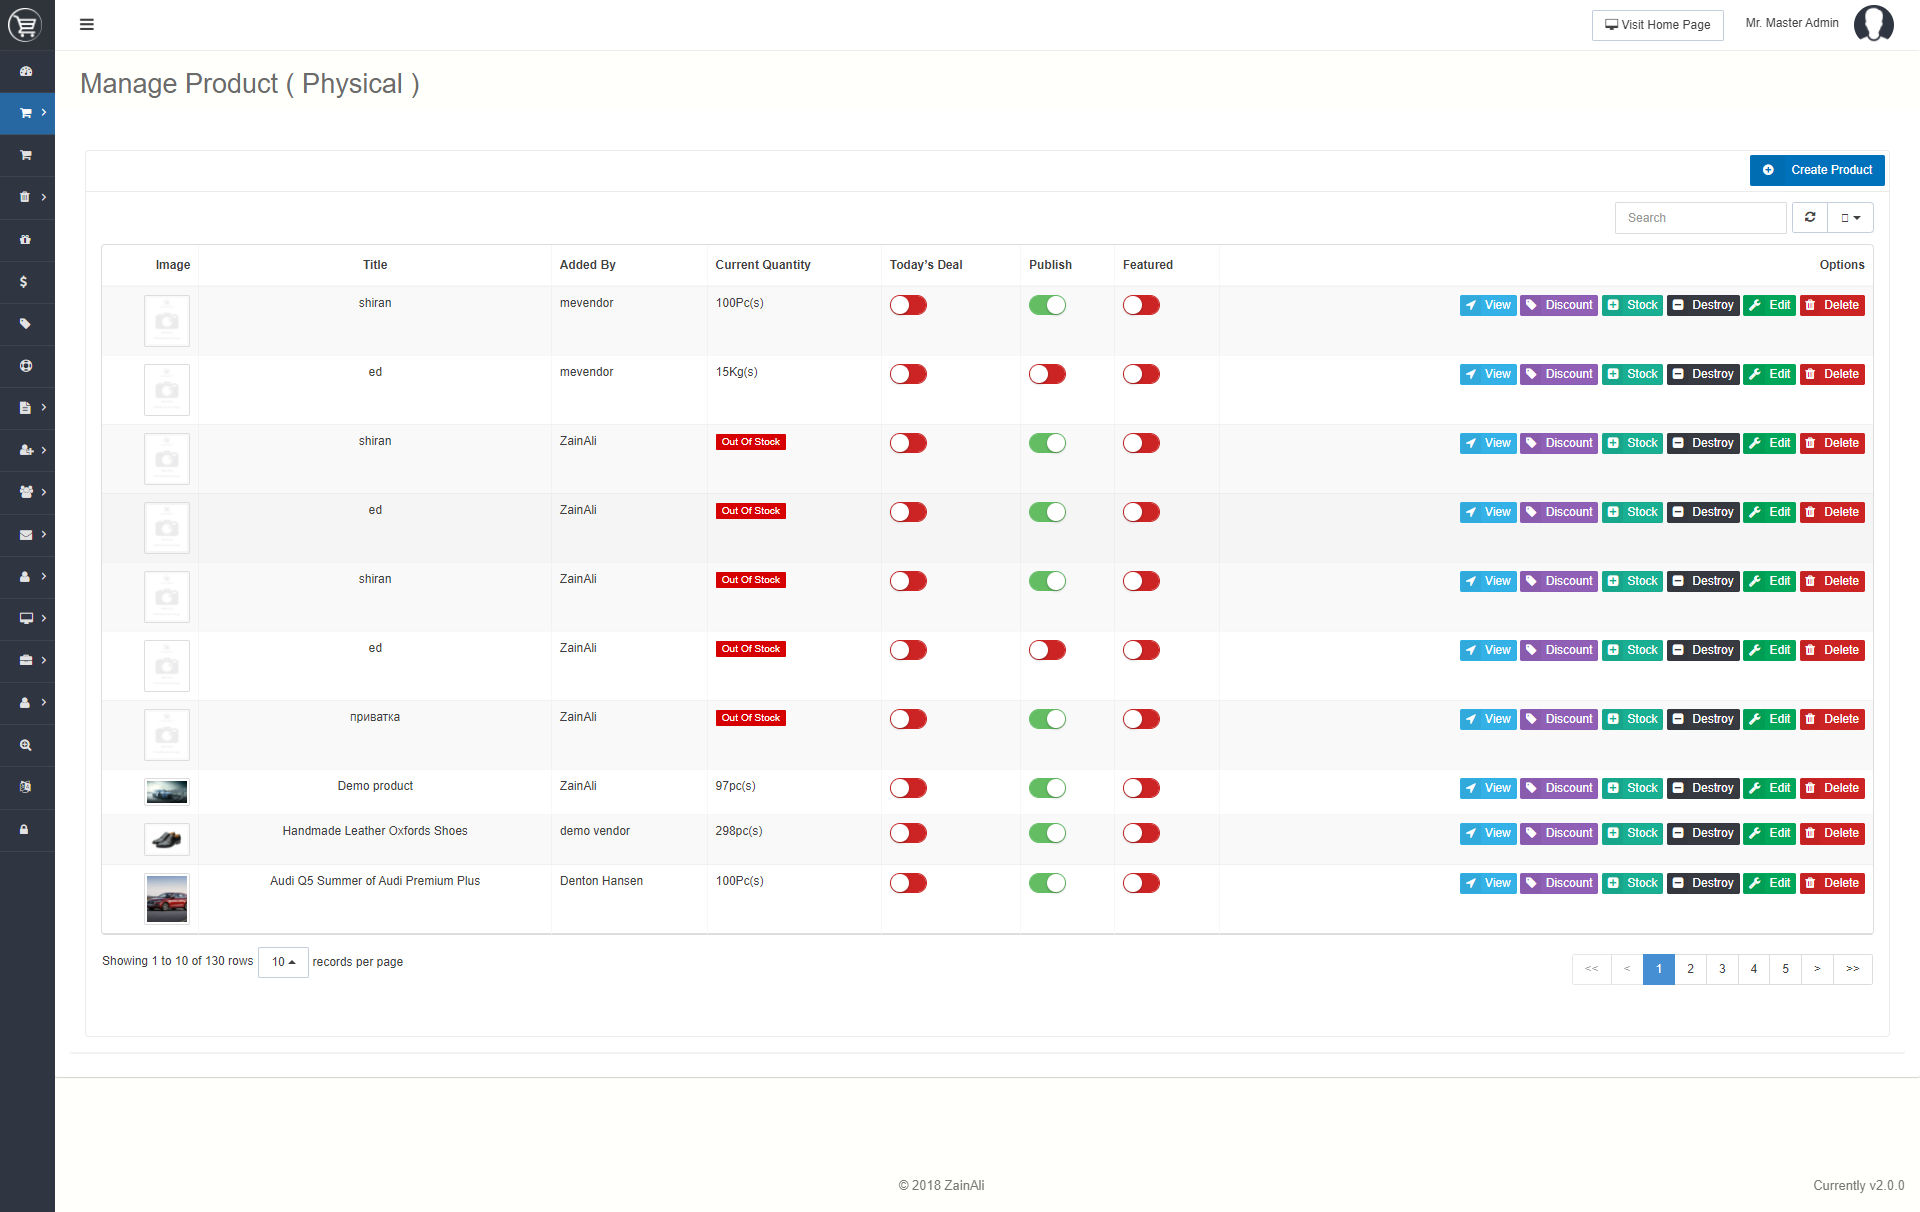 Visit Home Page
Mr. Master Admin
Manage Product ( Physical )
Create Product
Search
Image Title Added By Current Quantity Today's Deal Publish Featured Options
shiran mevendor 100Pc(s) View Discount Stock Destroy Edit Delete
ed mevendor 15Kg(s) View Discount Stock Destroy Edit Delete
shiran ZainAli Out Of Stock View Discount Stock Destroy Edit Delete
ed ZainAli Out Of Stock View Discount Stock Destroy Edit Delete
shiran ZainAli Out Of Stock View Discount Stock Destroy Edit Delete
ed ZainAli Out Of Stock View Discount Stock Destroy Edit Delete
приватка ZainAli Out Of Stock View Discount Stock Destroy Edit Delete
Demo product ZainAli 97pc(s) View Discount Stock Destroy Edit Delete
Handmade Leather Oxfords Shoes demo vendor 298pc(s) View Discount Stock Destroy Edit Delete
Audi Q5 Summer of Audi Premium Plus Denton Hansen 100Pc(s) View Discount Stock Destroy Edit Delete
Showing 1 to 10 of 130 rows 10 records per page
<< < 1 2 3 4 5 > >>
© 2018 ZainAli
Currently v2.0.0